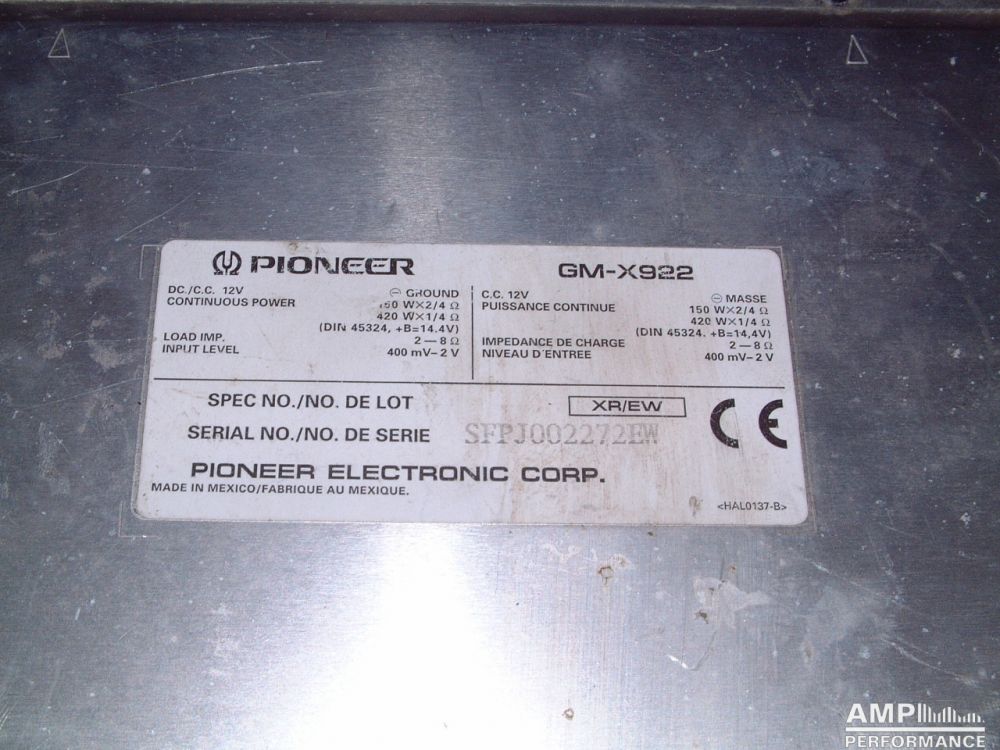 PIONEER
GM-X922
DC./C.C. 12V
⊖ GROUND
CONTINUOUS POWER
150 W×2/4 Ω
420 W×1/4 Ω
(DIN 45324, +B=14.4V)
LOAD IMP.
2—8Ω
INPUT LEVEL
400 mV–2 V
C.C. 12V
⊖ MASSE
PUISSANCE CONTINUE
150 W×2/4 Ω
420 W×1/4 Ω
(DIN 45324, +B=14,4V)
IMPEDANCE DE CHARGE
2—8Ω
NIVEAU D'ENTREE
400 mV–2 V
SPEC NO./NO. DE LOT
XR/EW
SERIAL NO./NO. DE SERIE
SFPJ002272EW
CE
PIONEER ELECTRONIC CORP.
MADE IN MEXICO/FABRIQUE AU MEXIQUE.
<HAL0137-B>
AMP
PERFORMANCE